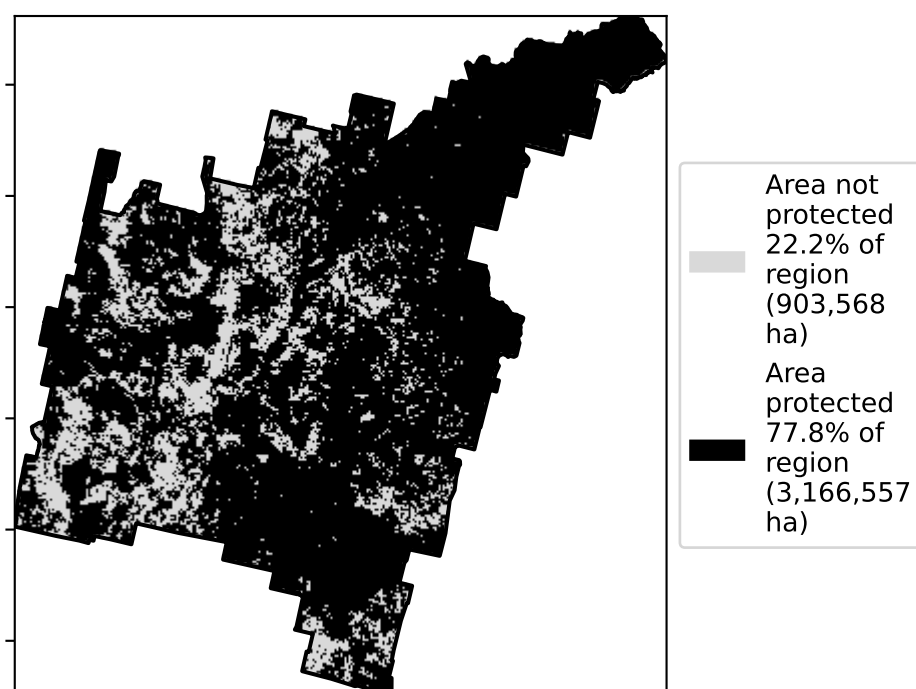 Area not
protected
22.2% of
region
(903,568
ha)
Area
protected
77.8% of
region
(3,166,557
ha)